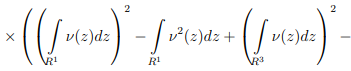 × ( ( ∫_{R^1} ν(z)dz )^2 − ∫_{R^1} ν^2(z)dz + ( ∫_{R^3} ν(z)dz )^2 −